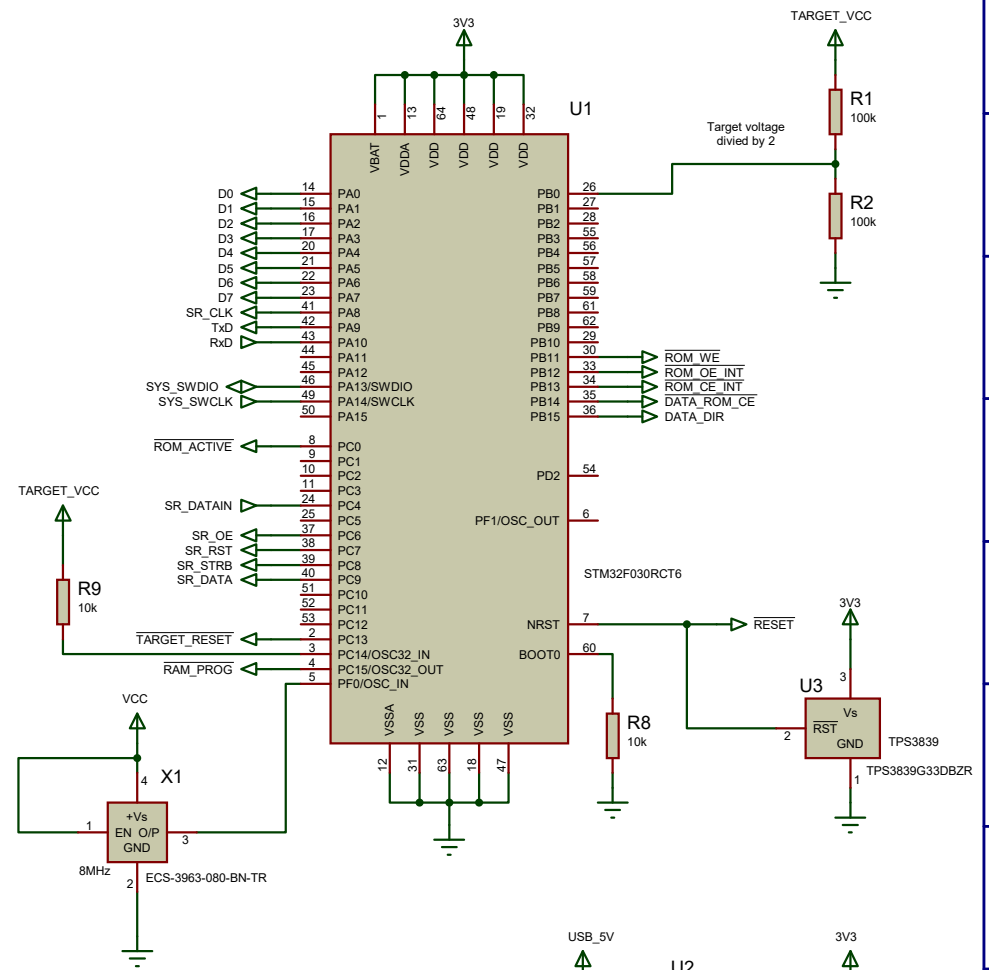 3V3
TARGET_VCC
U1
1
13
64
48
19
32
VBAT
VDDA
VDD
VDD
VDD
VDD
R1
100k
Target voltage
divied by 2
R2
100k
D0 14 PA0
D1 15 PA1
D2 16 PA2
D3 17 PA3
D4 20 PA4
D5 21 PA5
D6 22 PA6
D7 23 PA7
SR_CLK 41 PA8
TxD 42 PA9
RxD 43 PA10
44 PA11
45 PA12
SYS_SWDIO 46 PA13/SWDIO
SYS_SWCLK 49 PA14/SWCLK
50 PA15
PB0 26
PB1 27
PB2 28
PB3 55
PB4 56
PB5 57
PB6 58
PB7 59
PB8 61
PB9 62
PB10 29
PB11 30 ROM_WE
PB12 33 ROM_OE_INT
PB13 34 ROM_CE_INT
PB14 35 DATA_ROM_CE
PB15 36 DATA_DIR
ROM_ACTIVE 8 PC0
9 PC1
10 PC2
11 PC3
SR_DATAIN 24 PC4
25 PC5
SR_OE 37 PC6
SR_RST 38 PC7
SR_STRB 39 PC8
SR_DATA 40 PC9
51 PC10
52 PC11
53 PC12
TARGET_RESET 2 PC13
3 PC14/OSC32_IN
RAM_PROG 4 PC15/OSC32_OUT
5 PF0/OSC_IN
PD2 54
PF1/OSC_OUT 6
STM32F030RCT6
NRST 7 RESET
BOOT0 60
TARGET_VCC
R9
10k
VSSA
VSS
VSS
VSS
VSS
12
31
63
18
47
R8
10k
3V3
3
U3
Vs
2 RST
GND
TPS3839
TPS3839G33DBZR
1
VCC
4
X1
+Vs
1 EN O/P 3
GND
8MHz
2
ECS-3963-080-BN-TR
USB_5V
U2
3V3